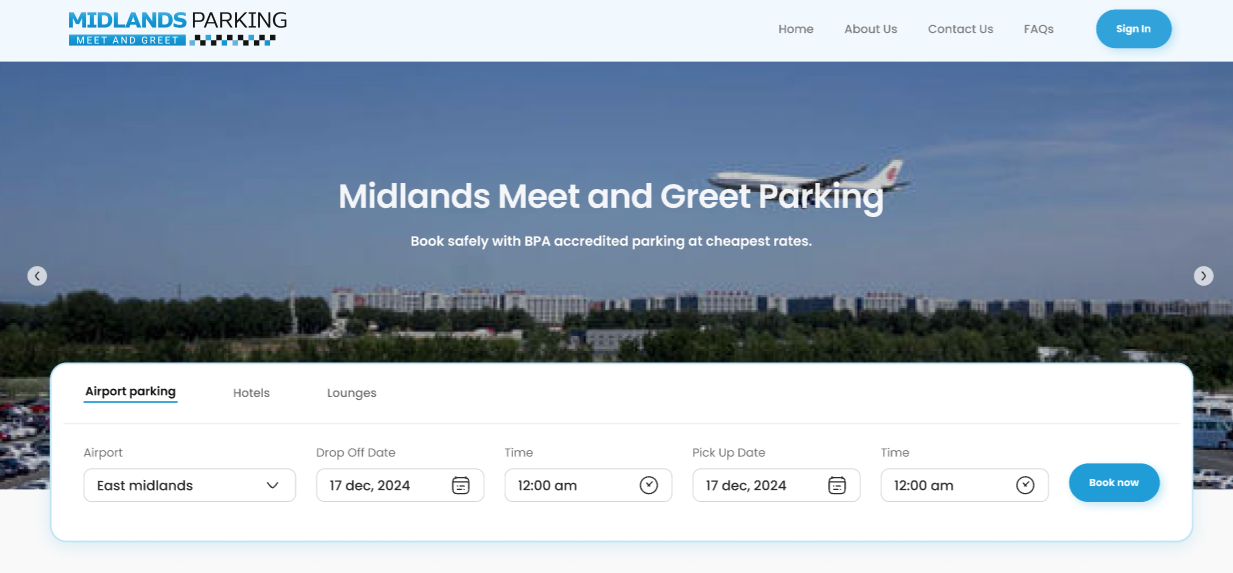 MIDLANDS PARKING
MEET AND GREET
Home About Us Contact Us FAQs Sign In
Midlands Meet and Greet Parking
Book safely with BPA accredited parking at cheapest rates.
Airport parking Hotels Lounges
Airport Drop Off Date Time Pick Up Date Time
East midlands 17 dec, 2024 12:00 am 17 dec, 2024 12:00 am Book now